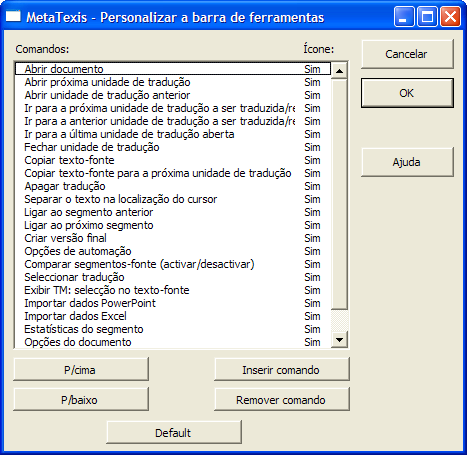 MetaTexis - Personalizar a barra de ferramentas
Comandos: Ícone:
Abrir documento Sim
Abrir próxima unidade de tradução Sim
Abrir unidade de tradução anterior Sim
Ir para a próxima unidade de tradução a ser traduzida/re Sim
Ir para a anterior unidade de tradução a ser traduzida/re Sim
Ir para a última unidade de tradução aberta Sim
Fechar unidade de tradução Sim
Copiar texto-fonte Sim
Copiar texto-fonte para a próxima unidade de tradução Sim
Apagar tradução Sim
Separar o texto na localização do cursor Sim
Ligar ao segmento anterior Sim
Ligar ao próximo segmento Sim
Criar versão final Sim
Opções de automação Sim
Comparar segmentos-fonte (activar/desactivar) Sim
Seleccionar tradução Sim
Exibir TM: selecção no texto-fonte Sim
Importar dados PowerPoint Sim
Importar dados Excel Sim
Estatísticas do segmento Sim
Opções do documento Sim
Cancelar
OK
Ajuda
P/cima Inserir comando
P/baixo Remover comando
Default